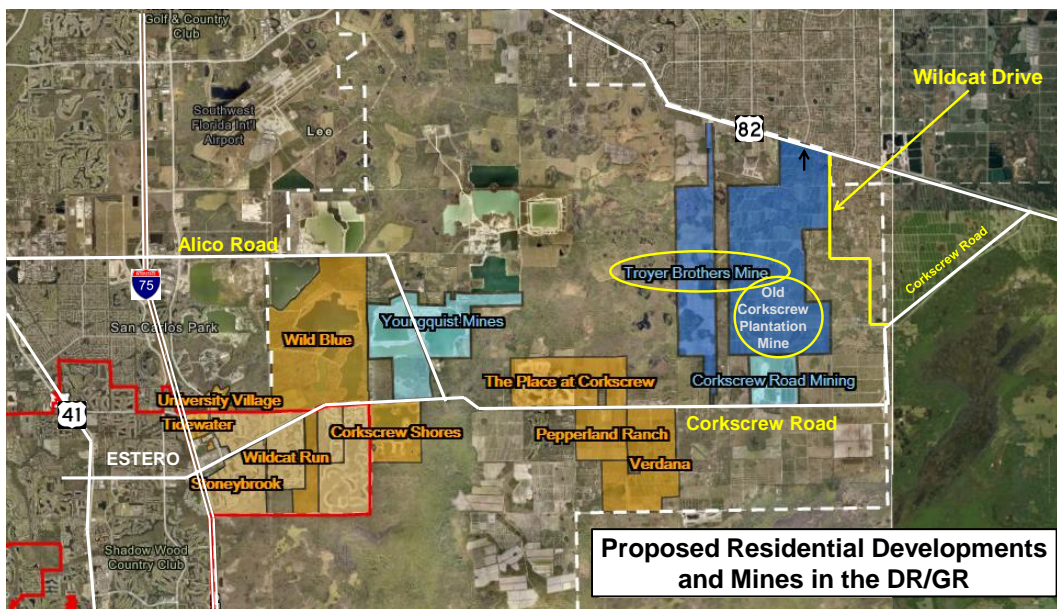 Golf & Country
Club
Wildcat Drive
Southwest
Florida Int'l
Airport
Lee
82
Alico Road
Corkscrew Road
INTERSTATE
75
Troyer Brothers Mine
Old
Corkscrew
Plantation
Mine
San Carlos Park
Youngquist Mines
Wild Blue
The Place at Corkscrew
Corkscrew Road Mining
University Village
41
Tidewater
Corkscrew Shores
Corkscrew Road
Pepperland Ranch
ESTERO
Wildcat Run
Verdana
Stoneybrook
Shadow Wood
Country Club
Proposed Residential Developments
and Mines in the DR/GR